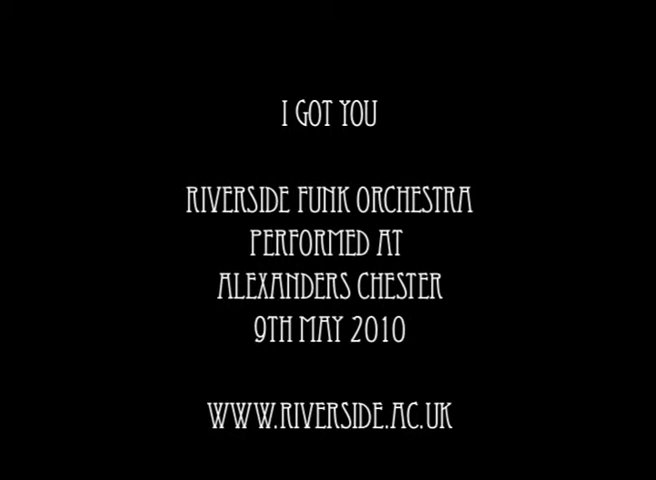 I GOT YOU
RIVERSIDE FUNK ORCHESTRA
PERFORMED AT
ALEXANDERS CHESTER
9TH MAY 2010
WWW.RIVERSIDE.AC.UK